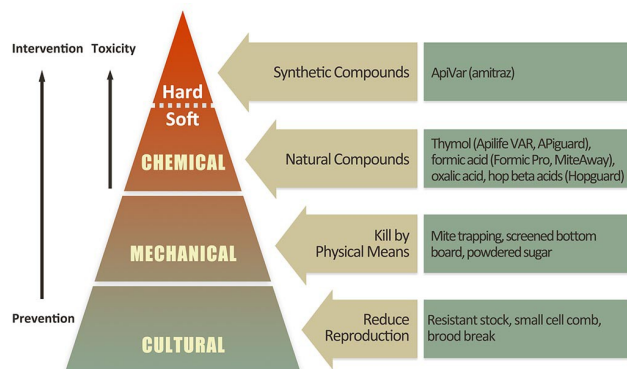 Intervention Toxicity
Hard
Soft
CHEMICAL
MECHANICAL
CULTURAL
Prevention
Synthetic Compounds
ApiVar (amitraz)
Natural Compounds
Thymol (Apilife VAR, APiguard),
formic acid (Formic Pro, MiteAway),
oxalic acid, hop beta acids (Hopguard)
Kill by
Physical Means
Mite trapping, screened bottom
board, powdered sugar
Reduce
Reproduction
Resistant stock, small cell comb,
brood break